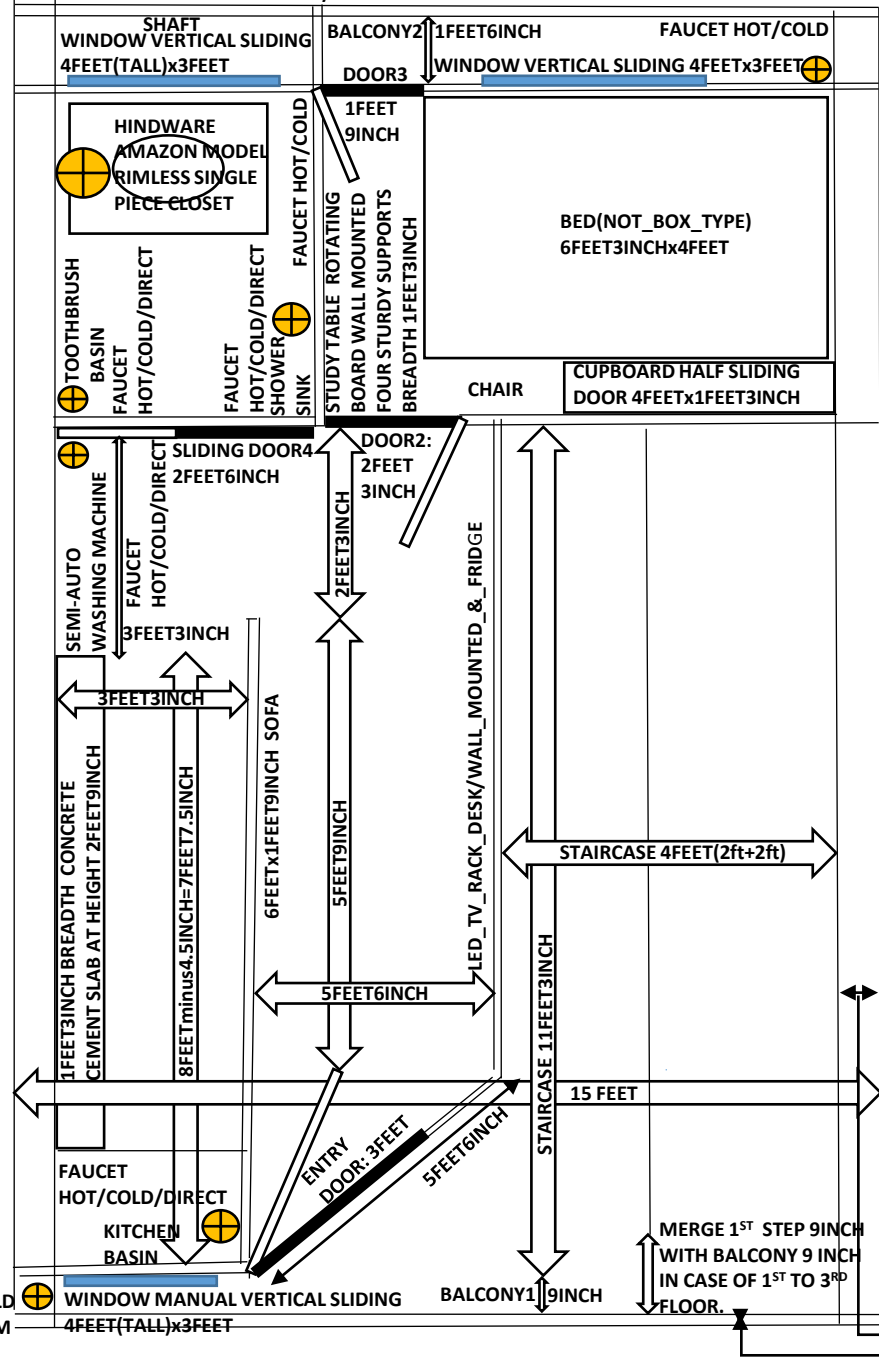 SHAFT
WINDOW VERTICAL SLIDING
4FEET(TALL)x3FEET
BALCONY2
1FEET6INCH
FAUCET HOT/COLD
WINDOW VERTICAL SLIDING 4FEETx3FEET
DOOR3
1FEET
9INCH
HINDWARE
AMAZON MODEL
RIMLESS SINGLE
PIECE CLOSET
FAUCET HOT/COLD
BED(NOT_BOX_TYPE)
6FEET3INCHx4FEET
STUDY TABLE ROTATING
BOARD WALL MOUNTED
FOUR STURDY SUPPORTS
BREADTH 1FEET3INCH
TOOTHBRUSH
BASIN
FAUCET
HOT/COLD/DIRECT
FAUCET
HOT/COLD/DIRECT
SHOWER
SINK
CHAIR
CUPBOARD HALF SLIDING
DOOR 4FEETx1FEET3INCH
SLIDING DOOR4
2FEET6INCH
DOOR2:
2FEET
3INCH
SEMI-AUTO
WASHING MACHINE
FAUCET
HOT/COLD/DIRECT
2FEET3INCH
3FEET3INCH
3FEET3INCH
LED_TV_RACK_DESK/WALL_MOUNTED_&_FRIDGE
6FEETx1FEET9INCH SOFA
5FEET9INCH
1FEET3INCH BREADTH CONCRETE
CEMENT SLAB AT HEIGHT 2FEET9INCH
8FEETminus4.5INCH=7FEET7.5INCH
STAIRCASE 4FEET(2ft+2ft)
5FEET6INCH
STAIRCASE 11FEET3INCH
15 FEET
ENTRY
DOOR: 3FEET
5FEET6INCH
FAUCET
HOT/COLD/DIRECT
KITCHEN
BASIN
MERGE 1ST STEP 9INCH
WITH BALCONY 9 INCH
IN CASE OF 1ST TO 3RD
FLOOR.
BALCONY1
9INCH
WINDOW MANUAL VERTICAL SLIDING
4FEET(TALL)x3FEET